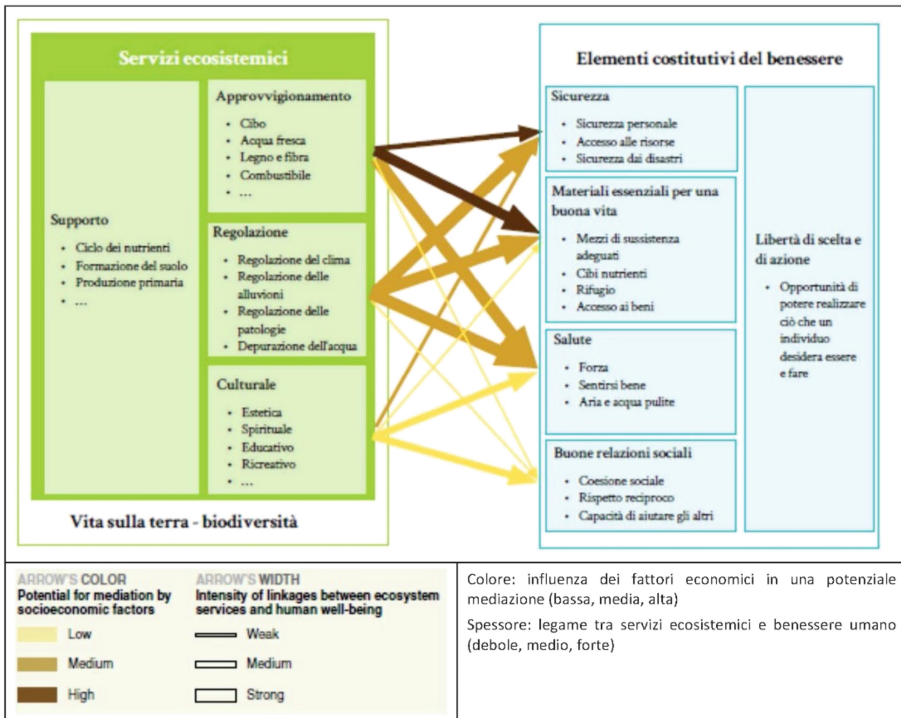 Servizi ecosistemici
Supporto
• Ciclo dei nutrienti
• Formazione del suolo
• Produzione primaria
• ...
Approvvigionamento
• Cibo
• Acqua fresca
• Legno e fibra
• Combustibile
• ...
Regolazione
• Regolazione del clima
• Regolazione delle
alluvioni
• Regolazione delle
patologie
• Depurazione dell'acqua
Culturale
• Estetica
• Spirituale
• Educativo
• Ricreativo
• ...
Vita sulla terra - biodiversità
Elementi costitutivi del benessere
Sicurezza
• Sicurezza personale
• Accesso alle risorse
• Sicurezza dai disastri
Materiali essenziali per una
buona vita
• Mezzi di sussistenza
adeguati
• Cibi nutrienti
• Rifugio
• Accesso ai beni
Salute
• Forza
• Sentirsi bene
• Aria e acqua pulite
Buone relazioni sociali
• Coesione sociale
• Rispetto reciproco
• Capacità di aiutare gli altri
Libertà di scelta e
di azione
• Opportunità di
potere realizzare
ciò che un
individuo
desidera essere
e fare
ARROW'S COLOR
Potential for mediation by
socioeconomic factors
Low
Medium
High
ARROW'S WIDTH
Intensity of linkages between ecosystem
services and human well-being
Weak
Medium
Strong
Colore: influenza dei fattori economici in una potenziale
mediazione (bassa, media, alta)
Spessore: legame tra servizi ecosistemici e benessere umano
(debole, medio, forte)